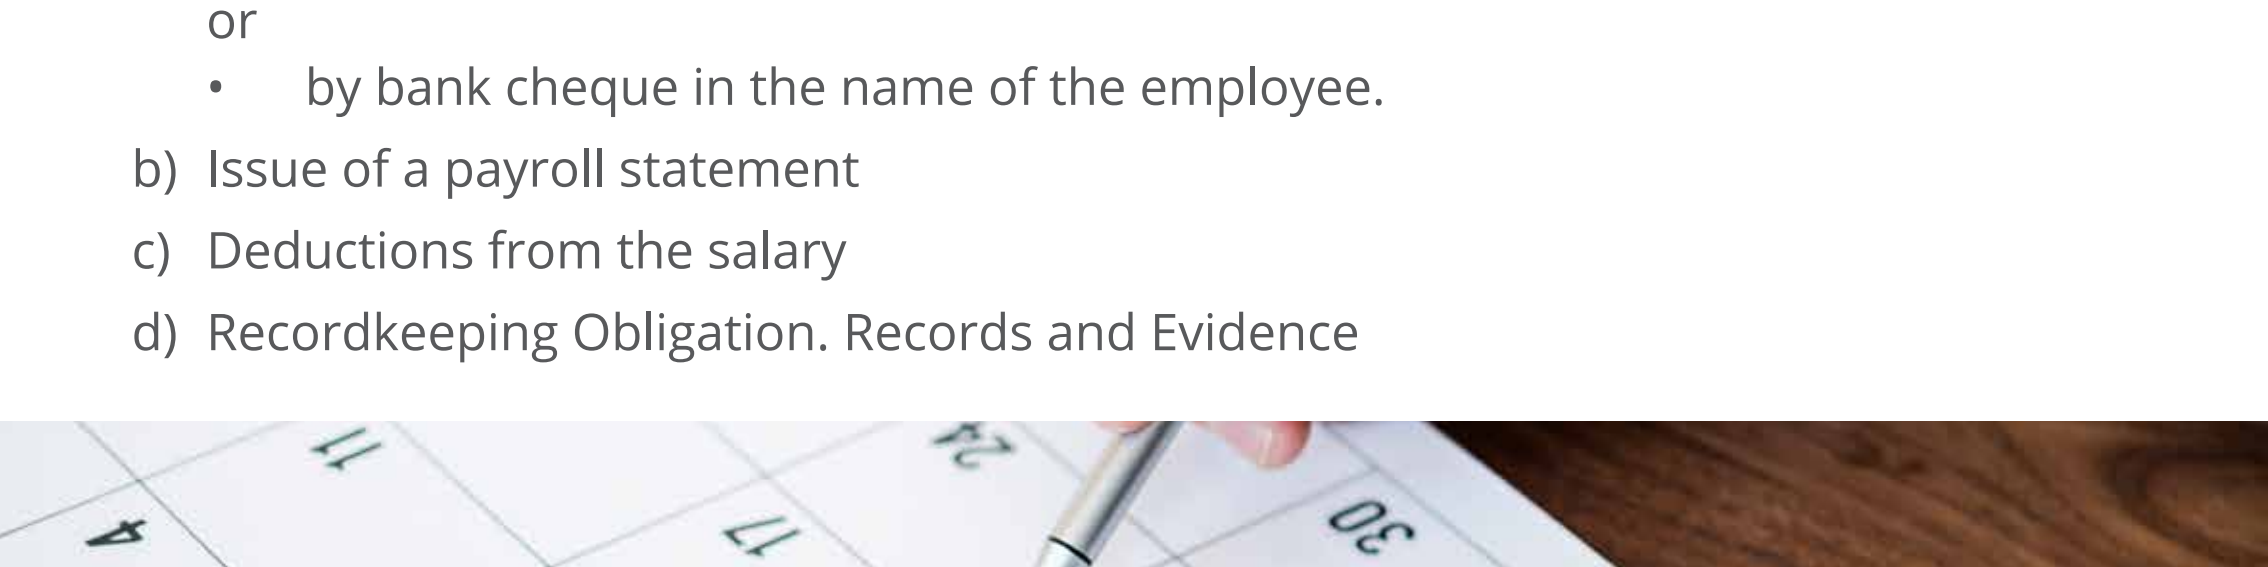 or
• by bank cheque in the name of the employee.
b) Issue of a payroll statement
c) Deductions from the salary
d) Recordkeeping Obligation. Records and Evidence
11
24
4
17
30